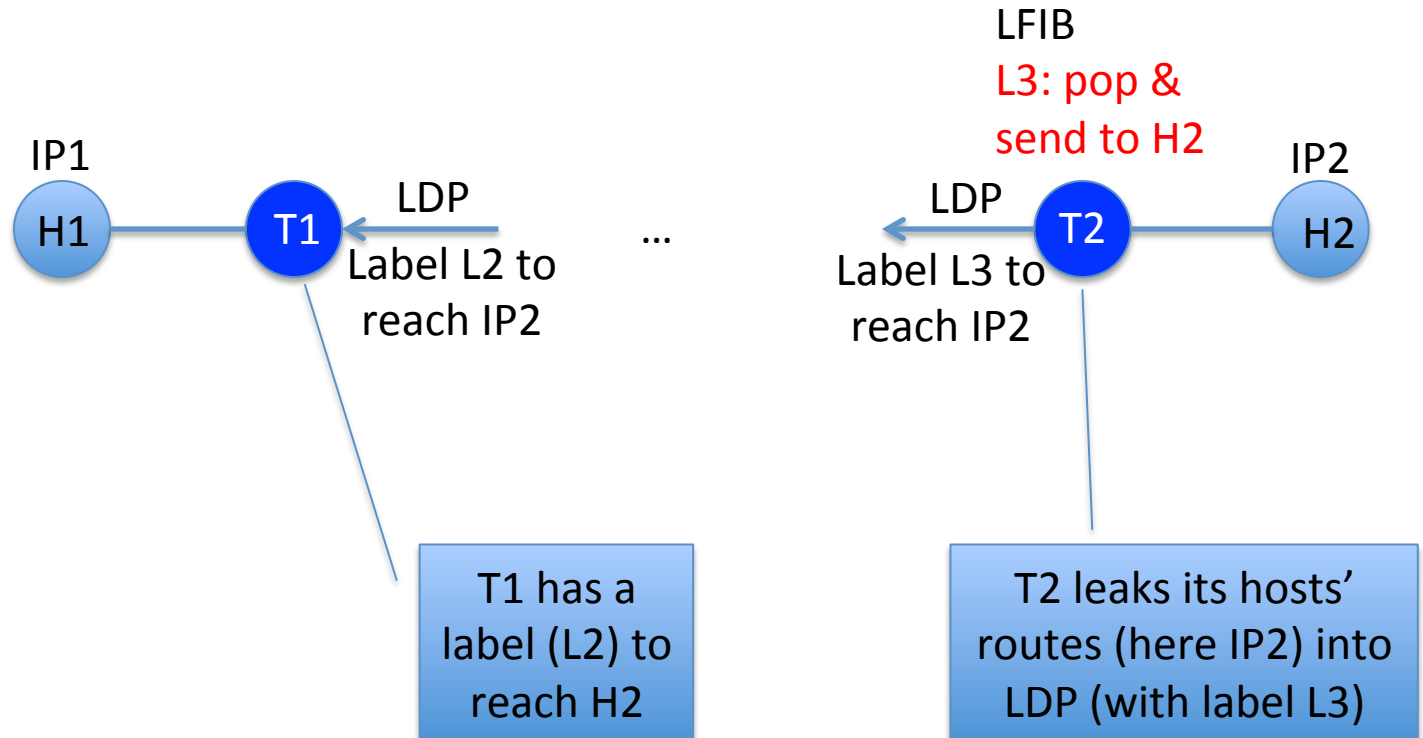 LFIB
L3: pop &
send to H2
IP1
H1
T1
LDP
Label L2 to
reach IP2
...
LDP
Label L3 to
reach IP2
T2
IP2
H2
T1 has a
label (L2) to
reach H2
T2 leaks its hosts’
routes (here IP2) into
LDP (with label L3)